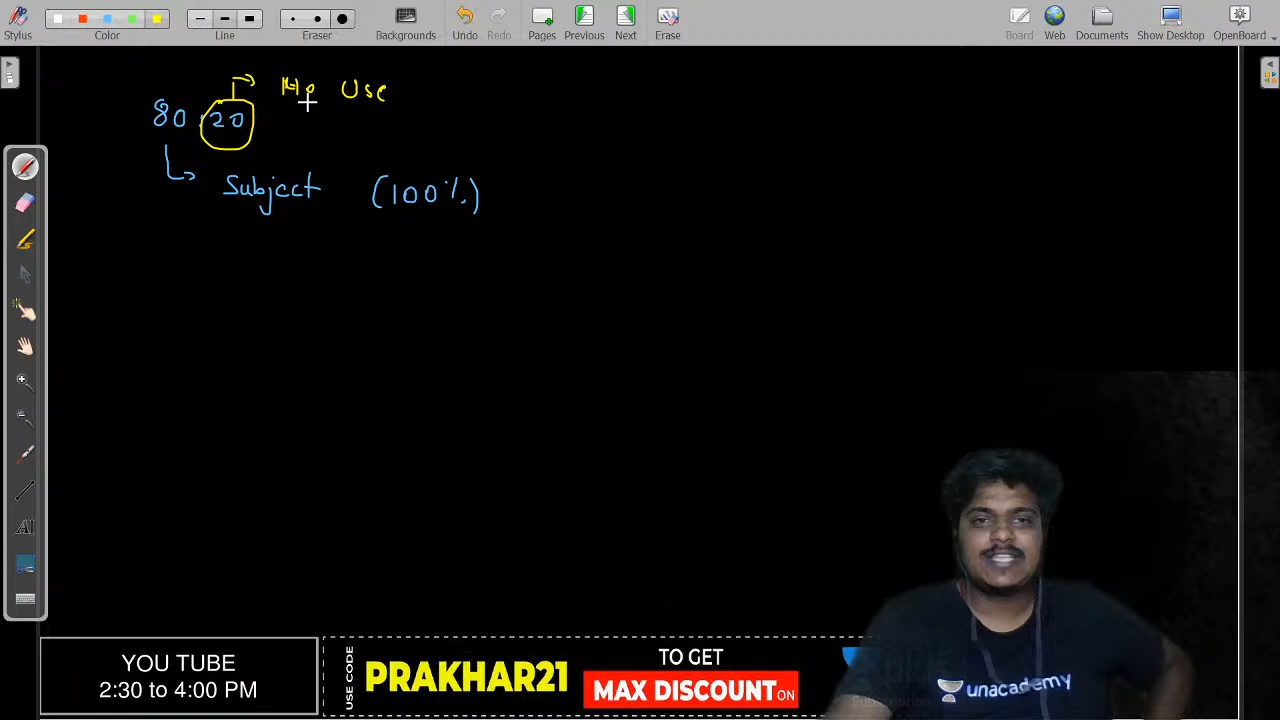 Stylus Color Line Eraser Backgrounds Undo Redo Pages Previous Next Erase Board Web Documents Show Desktop OpenBoard
No Use
80 20
Subject (100%)
YOU TUBE
2:30 to 4:00 PM
USE CODE
PRAKHAR21
TO GET
MAX DISCOUNT ON
unacademy